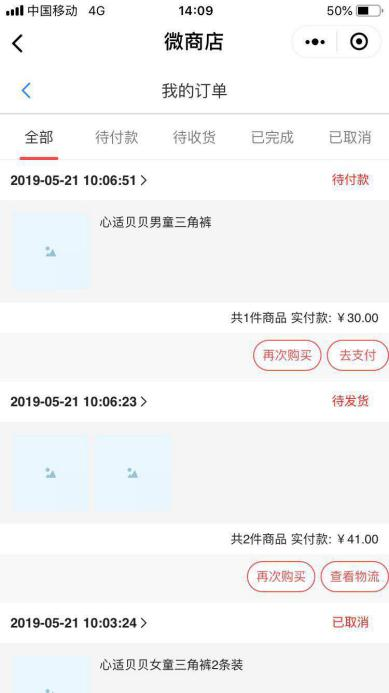 中国移动 4G 14:09 50%
微商店
我的订单
全部 待付款 待收货 已完成 已取消
2019-05-21 10:06:51 待付款
心适贝贝男童三角裤
共1件商品 实付款: ￥30.00
再次购买 去支付
2019-05-21 10:06:23 待发货
共2件商品 实付款: ￥41.00
再次购买 查看物流
2019-05-21 10:03:24 已取消
心适贝贝女童三角裤2条装